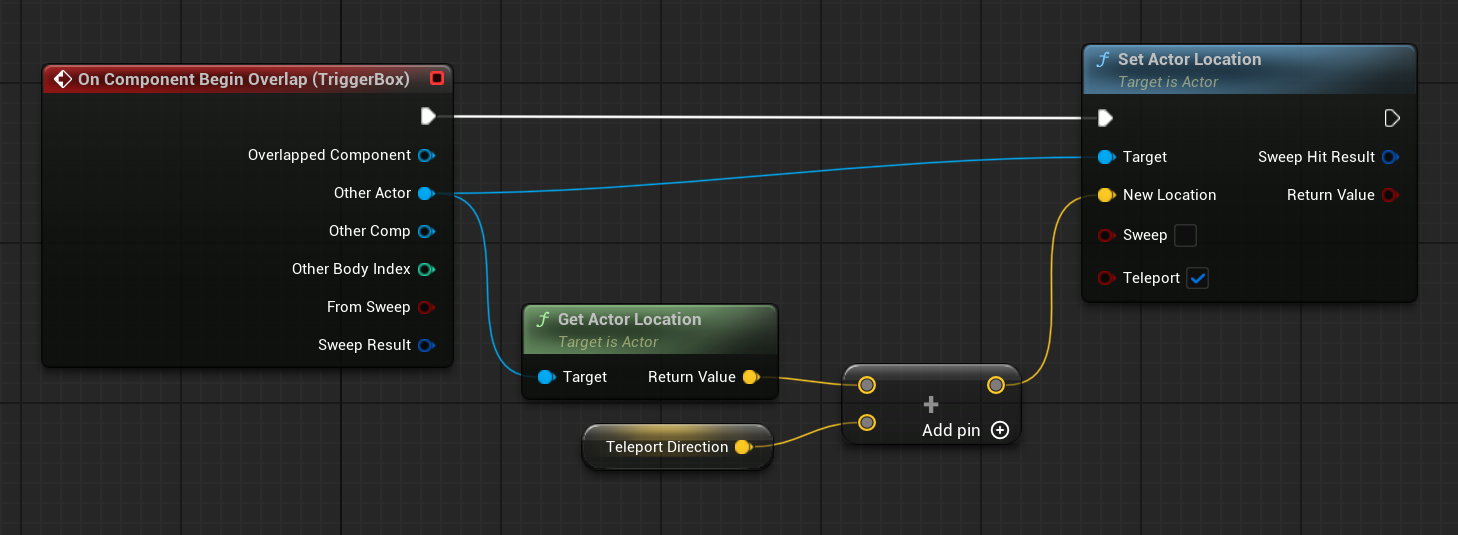 On Component Begin Overlap (TriggerBox)
Overlapped Component
Other Actor
Other Comp
Other Body Index
From Sweep
Sweep Result
Get Actor Location
Target is Actor
Target Return Value
Teleport Direction
Add pin
Set Actor Location
Target is Actor
Target Sweep Hit Result
New Location Return Value
Sweep
Teleport